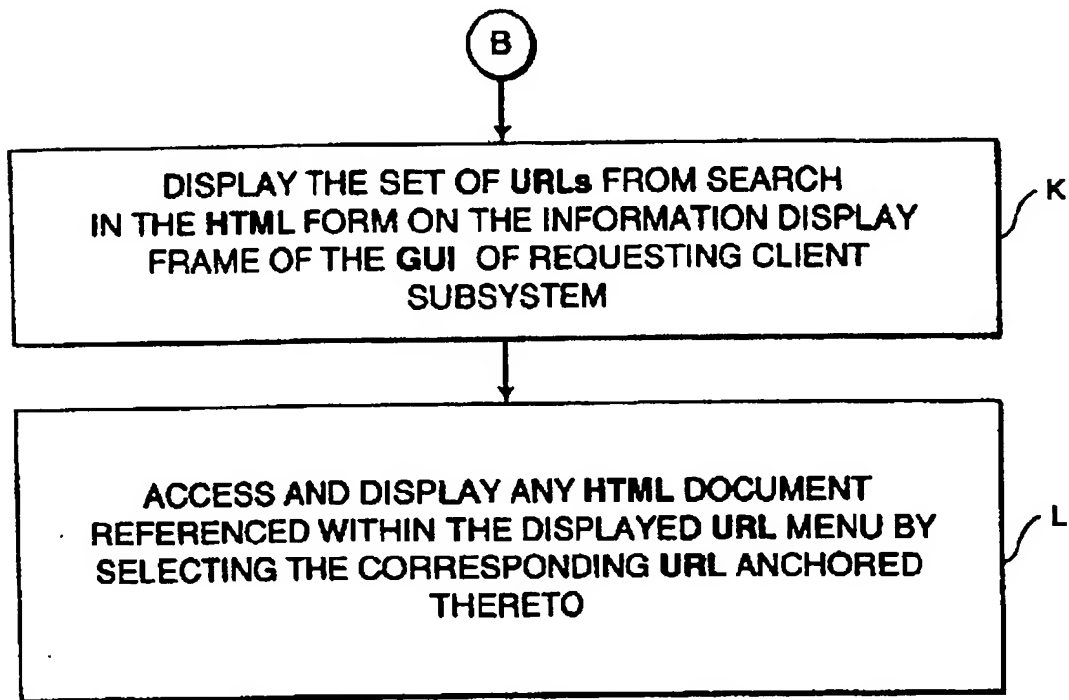 B
DISPLAY THE SET OF URLs FROM SEARCH
IN THE HTML FORM ON THE INFORMATION DISPLAY
FRAME OF THE GUI OF REQUESTING CLIENT
SUBSYSTEM
K
ACCESS AND DISPLAY ANY HTML DOCUMENT
REFERENCED WITHIN THE DISPLAYED URL MENU BY
SELECTING THE CORRESPONDING URL ANCHORED
THERETO
L